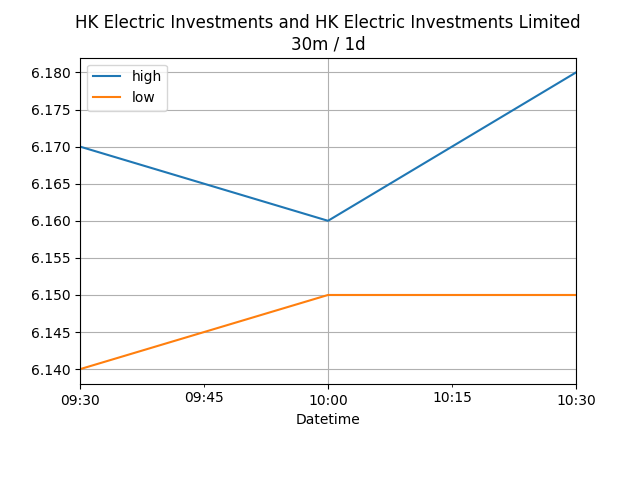 HK Electric Investments and HK Electric Investments Limited
30m / 1d
high
low
6.180
6.175
6.170
6.165
6.160
6.155
6.150
6.145
6.140
09:30
09:45
10:00
10:15
10:30
Datetime